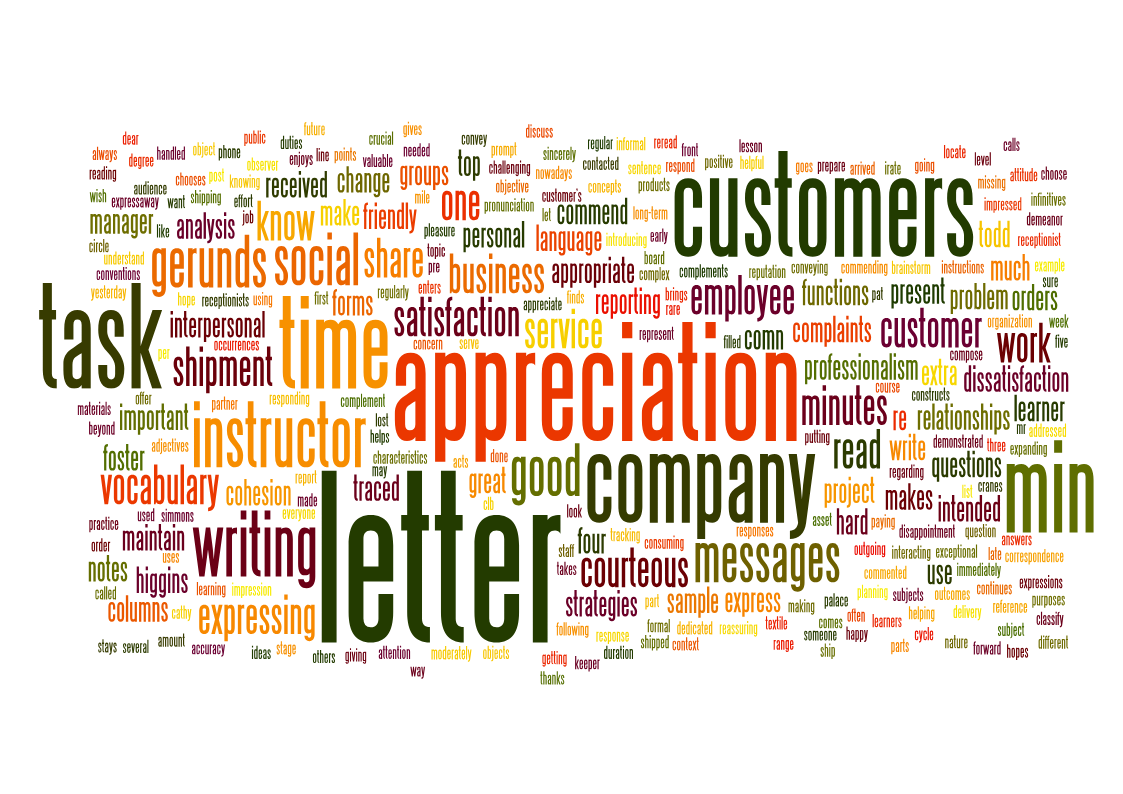 future gives
dear public duties crucial convey discuss
always degree handled object phone observer enjoys line points valuable needed top prompt challenging sincerely regular informal reread front lesson locate calls
reading chooses post knowing received change groups objective nowadays contacted sentence respond positive helpful goes prepare arrived irate going level
wish audience expressaway want shipping effort job mile one pronunciation customer's concepts products customers missing attitude choose
manager like analysis know make friendly pleasure personal let commend long-term impressed infinitives
circle understand gerunds social share topic language introducing early todd demeanor receptionist
conventions pre business appropriate board complex complements reputation conveying commending brainstorm instructions much example
yesterday hope receptionists using first forms regularly enters appreciate finds reporting brings rare employee functions pat present problem orders sure
task interpersonal occurrences time satisfaction concern serve service represent filled comn complaints customer organization week
per shipment appreciation professionalism compose work five
offer partner responding complement minutes course extra constructs dissatisfaction
materials beyond important instructor lost helps putting re relationships learner mr addressed
foster adjectives characteristics acts done good company read write demonstrated three expanding
vocabulary cohesion report made may traced great clb regarding questions cranes min
practice used simmons everyone letter look project makes list intended
order maintain writing four tracking responses asset hard paying disappointment question answers
uses staff consuming messages outgoing interacting exceptional late correspondence
notes higgins takes courteous commented use immediately
called learning impression strategies part sample express making planning subjects outcomes continues expressions
columns cathy expressing palace helping delivery reference purposes
following response formal dedicated reassuring textile comes often learners subject classify
stays several amount accuracy ideas stage others giving attention moderately objects duration shipped context range someone happy cycle nature forward hopes different
way getting keeper ship parts
thanks